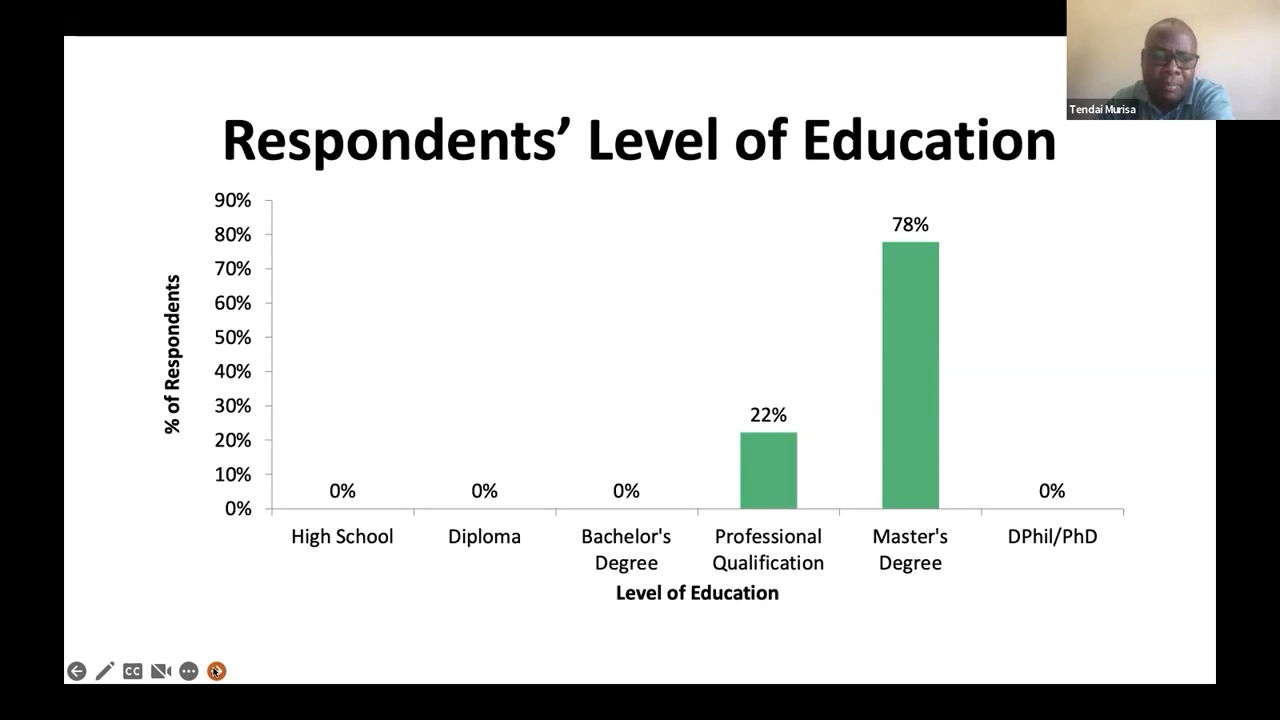 Tendai Murisa
Respondents’ Level of Education
90%
80%
70%
60%
50%
40%
30%
20%
10%
0%
% of Respondents
0%
0%
0%
22%
78%
0%
High School
Diploma
Bachelor's
Degree
Professional
Qualification
Master's
Degree
DPhil/PhD
Level of Education
CC